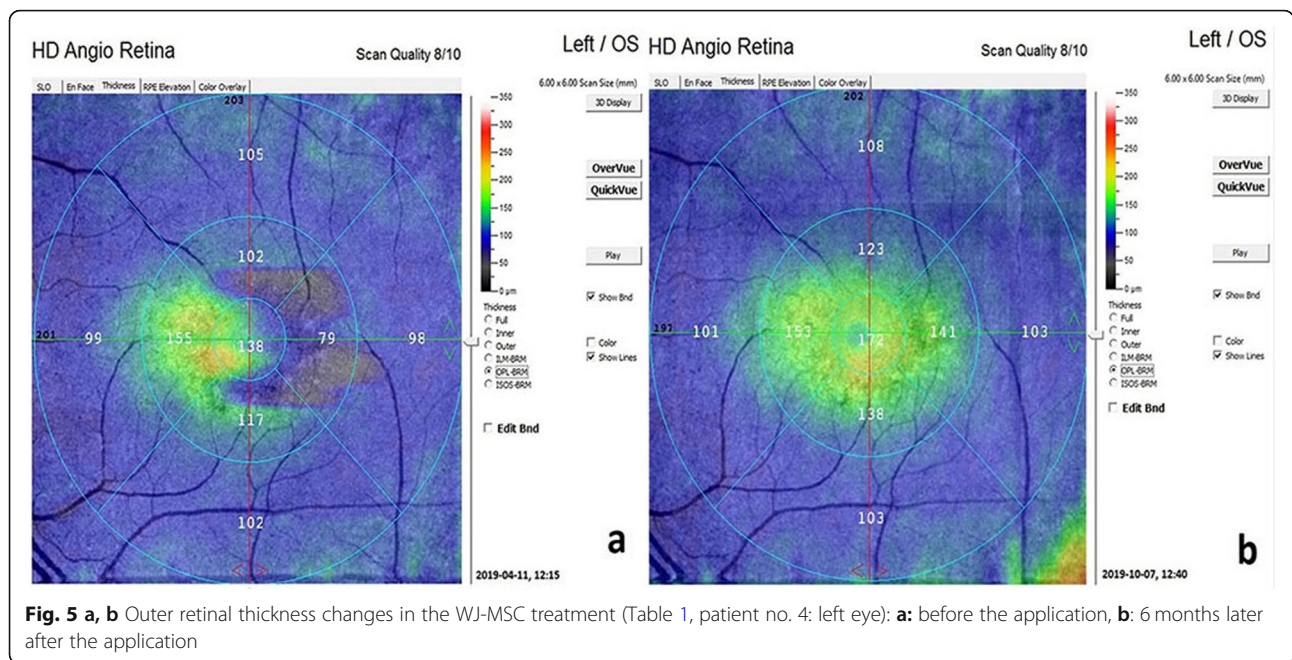 HD Angio Retina
Scan Quality 8/10
Left / OS
SLO En Face Thickness RPE Elevation Color Overlay
6.00 x 6.00 Scan Size (mm)
3D Display
OverVue
QuickVue
Play
Show Bnd
Color
Show Lines
203
105
102
201 99 155 138 79 98
117
102
350
300
250
200
150
100
50
0 µm
Thickness
Full
Inner
Outer
ILM-BRM
OPL-BRM
ISOS-BRM
Edit Bnd
a
2019-04-11, 12:15
HD Angio Retina
Scan Quality 8/10
Left / OS
SLO En Face Thickness RPE Elevation Color Overlay
6.00 x 6.00 Scan Size (mm)
3D Display
OverVue
QuickVue
Play
Show Bnd
Color
Show Lines
202
108
123
197 101 153 172 141 103
138
103
350
300
250
200
150
100
50
0 µm
Thickness
Full
Inner
Outer
ILM-BRM
OPL-BRM
ISOS-BRM
Edit Bnd
b
2019-10-07, 12:40
Fig. 5 a, b Outer retinal thickness changes in the WJ-MSC treatment (Table 1, patient no. 4: left eye): a: before the application, b: 6 months later
after the application